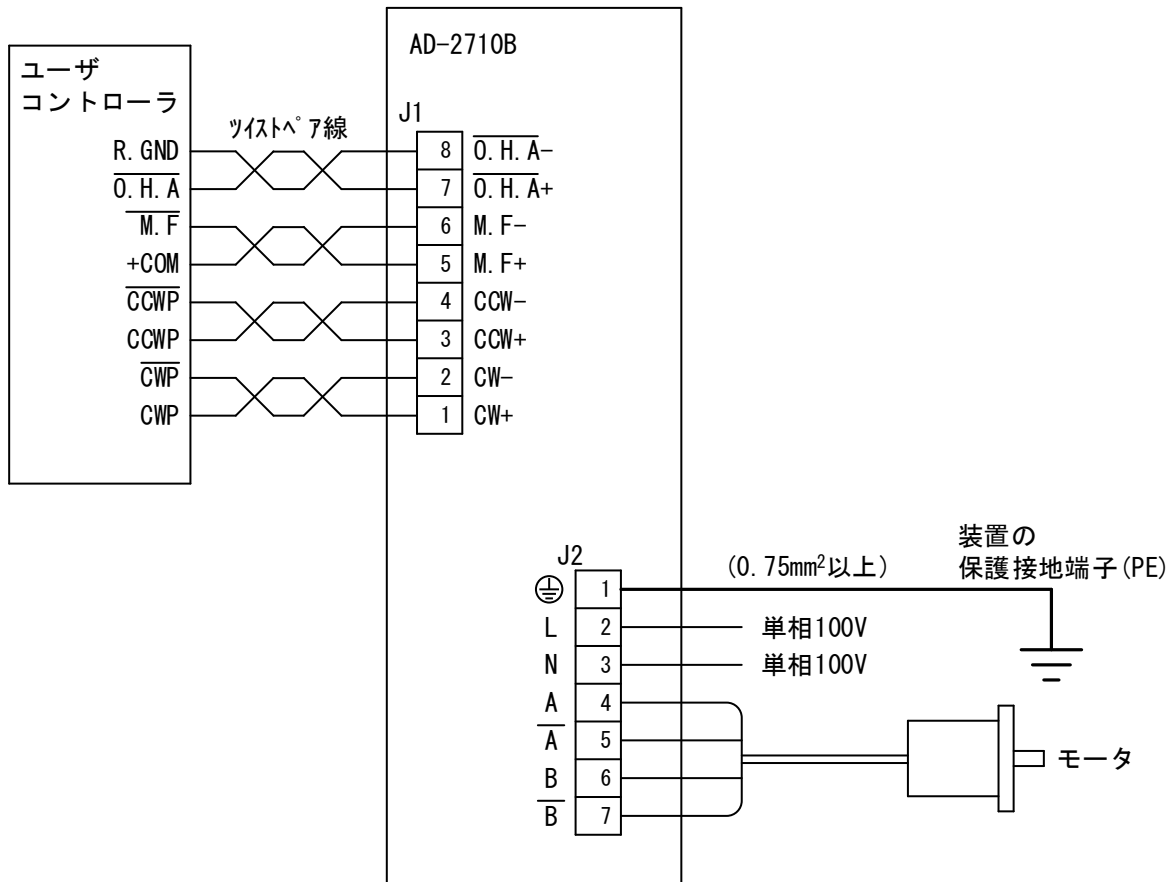 AD-2710B
ユーザ
コントローラ
J1
ツイストペア線
R.GND 8 O.H.A-
O.H.A 7 O.H.A+
M.F 6 M.F-
+COM 5 M.F+
CCWP 4 CCW-
CCWP 3 CCW+
CWP 2 CW-
CWP 1 CW+
J2
(0.75mm²以上)
装置の
保護接地端子(PE)
1
L 2 単相100V
N 3 単相100V
A 4
A 5
B 6
B 7
モータ